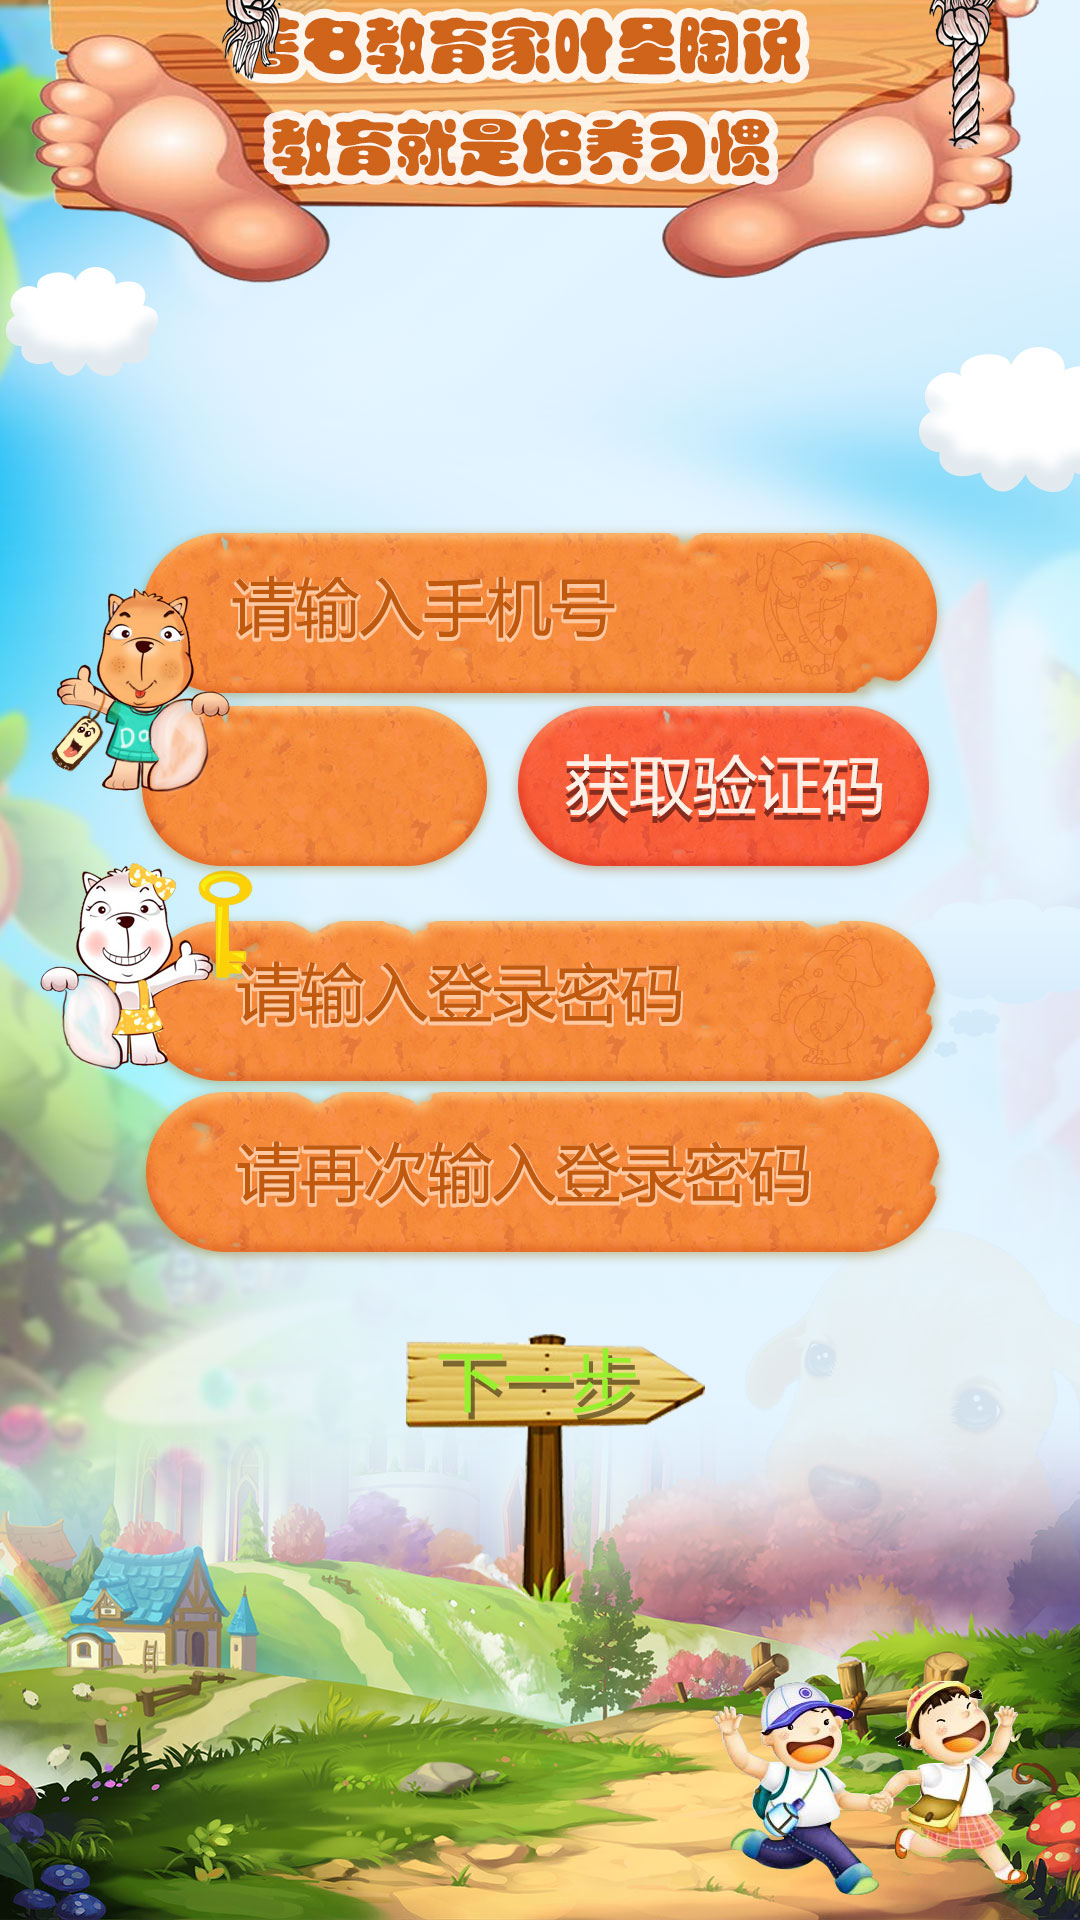 名教育家叶圣陶说
教育就是培养习惯
请输入手机号
Do
获取验证码
请输入登录密码
请再次输入登录密码
下一步